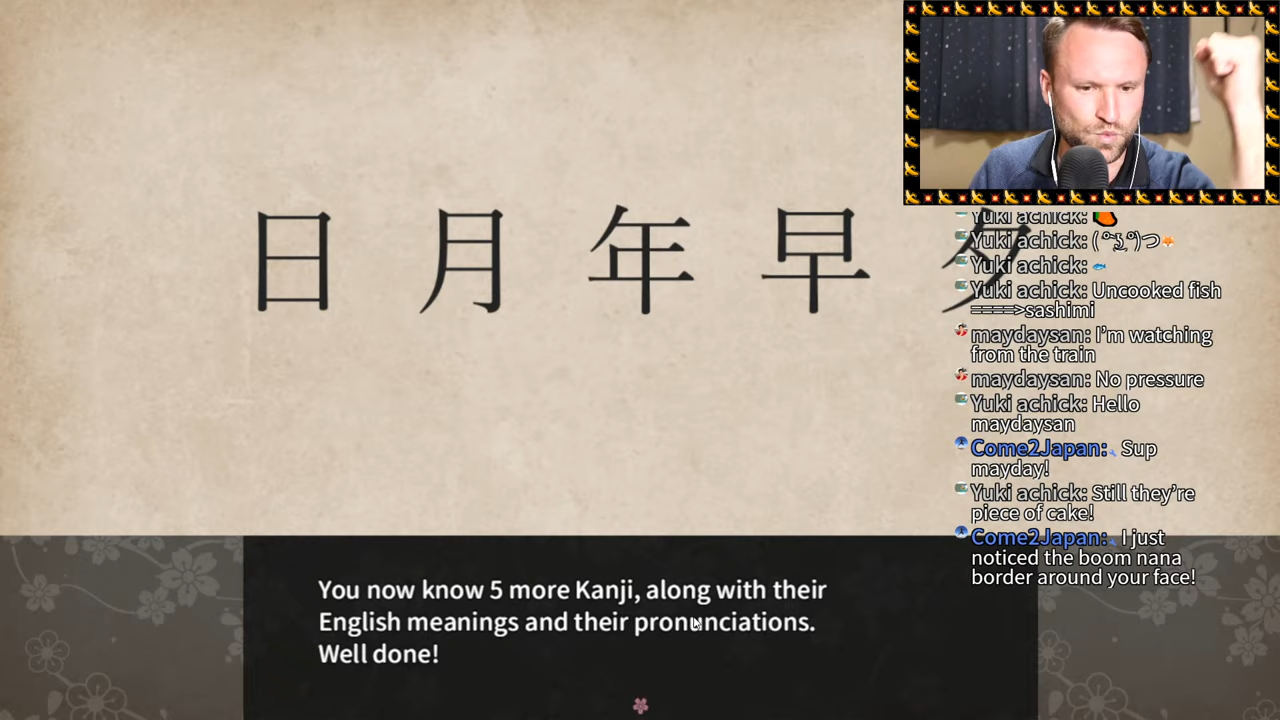 日 月 年 早 夕
You now know 5 more Kanji, along with their
English meanings and their pronunciations.
Well done!
Yuki achick:
Yuki achick: ( ͡° ͜ʖ ͡°)つ
Yuki achick:
Yuki achick: Uncooked fish
====>sashimi
maydaysan: I'm watching
from the train
maydaysan: No pressure
Yuki achick: Hello
maydaysan
Come2Japan: Sup
mayday!
Yuki achick: Still they're
piece of cake!
Come2Japan: I just
noticed the boom nana
border around your face!